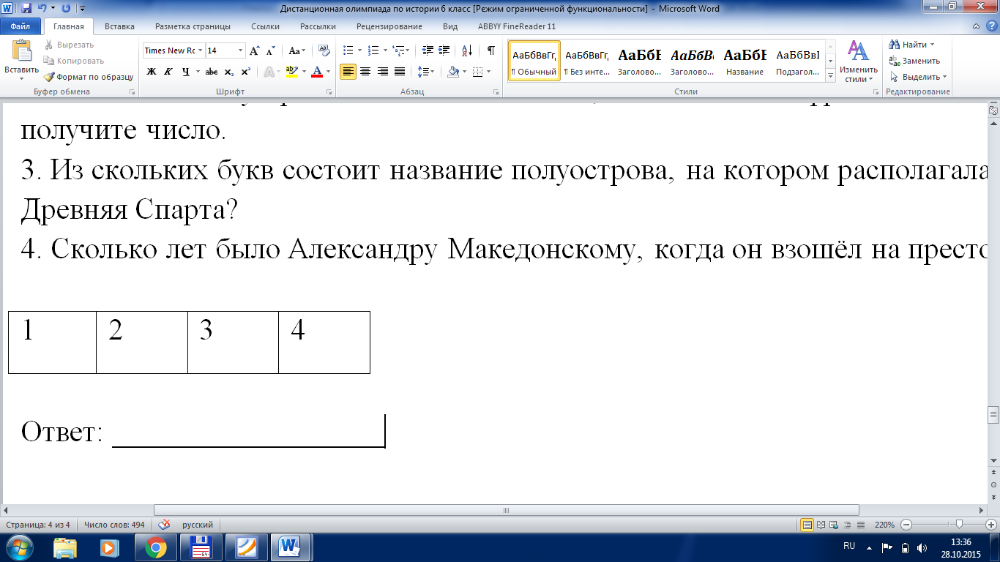 Дистанционная олимпиада по истории 6 класс [Режим ограниченной функциональности] - Microsoft Word
Файл Главная Вставка Разметка страницы Ссылки Рассылки Рецензирование Вид ABBYY FineReader 11
Вставить
Вырезать
Копировать
Формат по образцу
Буфер обмена
Times New Ro 14
Ж К Ч abc x₂ x²
Шрифт
Абзац
АаБбВвГг, АаБбВвГг, АаБбВ АаБбВв АаБбВ АаБбВвІ
¶ Обычный ¶ Без инте... Заголово... Заголово... Название Подзагол...
Стили
Изменить стили
Найти
Заменить
Выделить
Редактирование
получите число.
3. Из скольких букв состоит название полуострова, на котором располагала
Древняя Спарта?
4. Сколько лет было Александру Македонскому, когда он взошёл на престо
1 2 3 4
Ответ:
Страница: 4 из 4 Число слов: 494 русский 220%
RU 13:36
28.10.2015